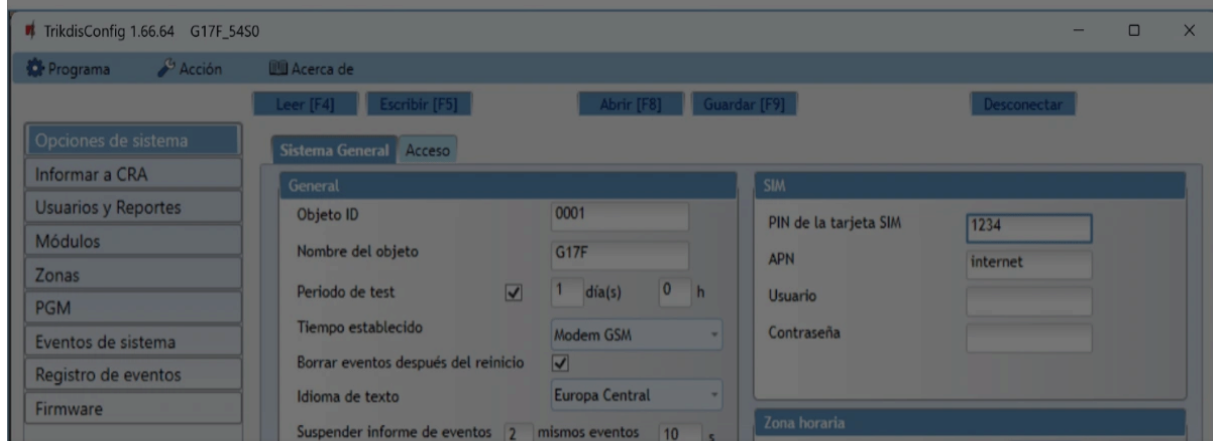 TrikdisConfig 1.66.64 G17F_54S0
Programa Acción Acerca de
Leer [F4] Escribir [F5] Abrir [F8] Guardar [F9] Desconectar
Opciones de sistema
Informar a CRA
Usuarios y Reportes
Módulos
Zonas
PGM
Eventos de sistema
Registro de eventos
Firmware
Sistema General Acceso
General
Objeto ID 0001
Nombre del objeto G17F
Periodo de test 1 día(s) 0 h
Tiempo establecido Modem GSM
Borrar eventos después del reinicio
Idioma de texto Europa Central
Suspender informe de eventos 2 mismos eventos 10 s
SIM
PIN de la tarjeta SIM 1234
APN internet
Usuario
Contraseña
Zona horaria